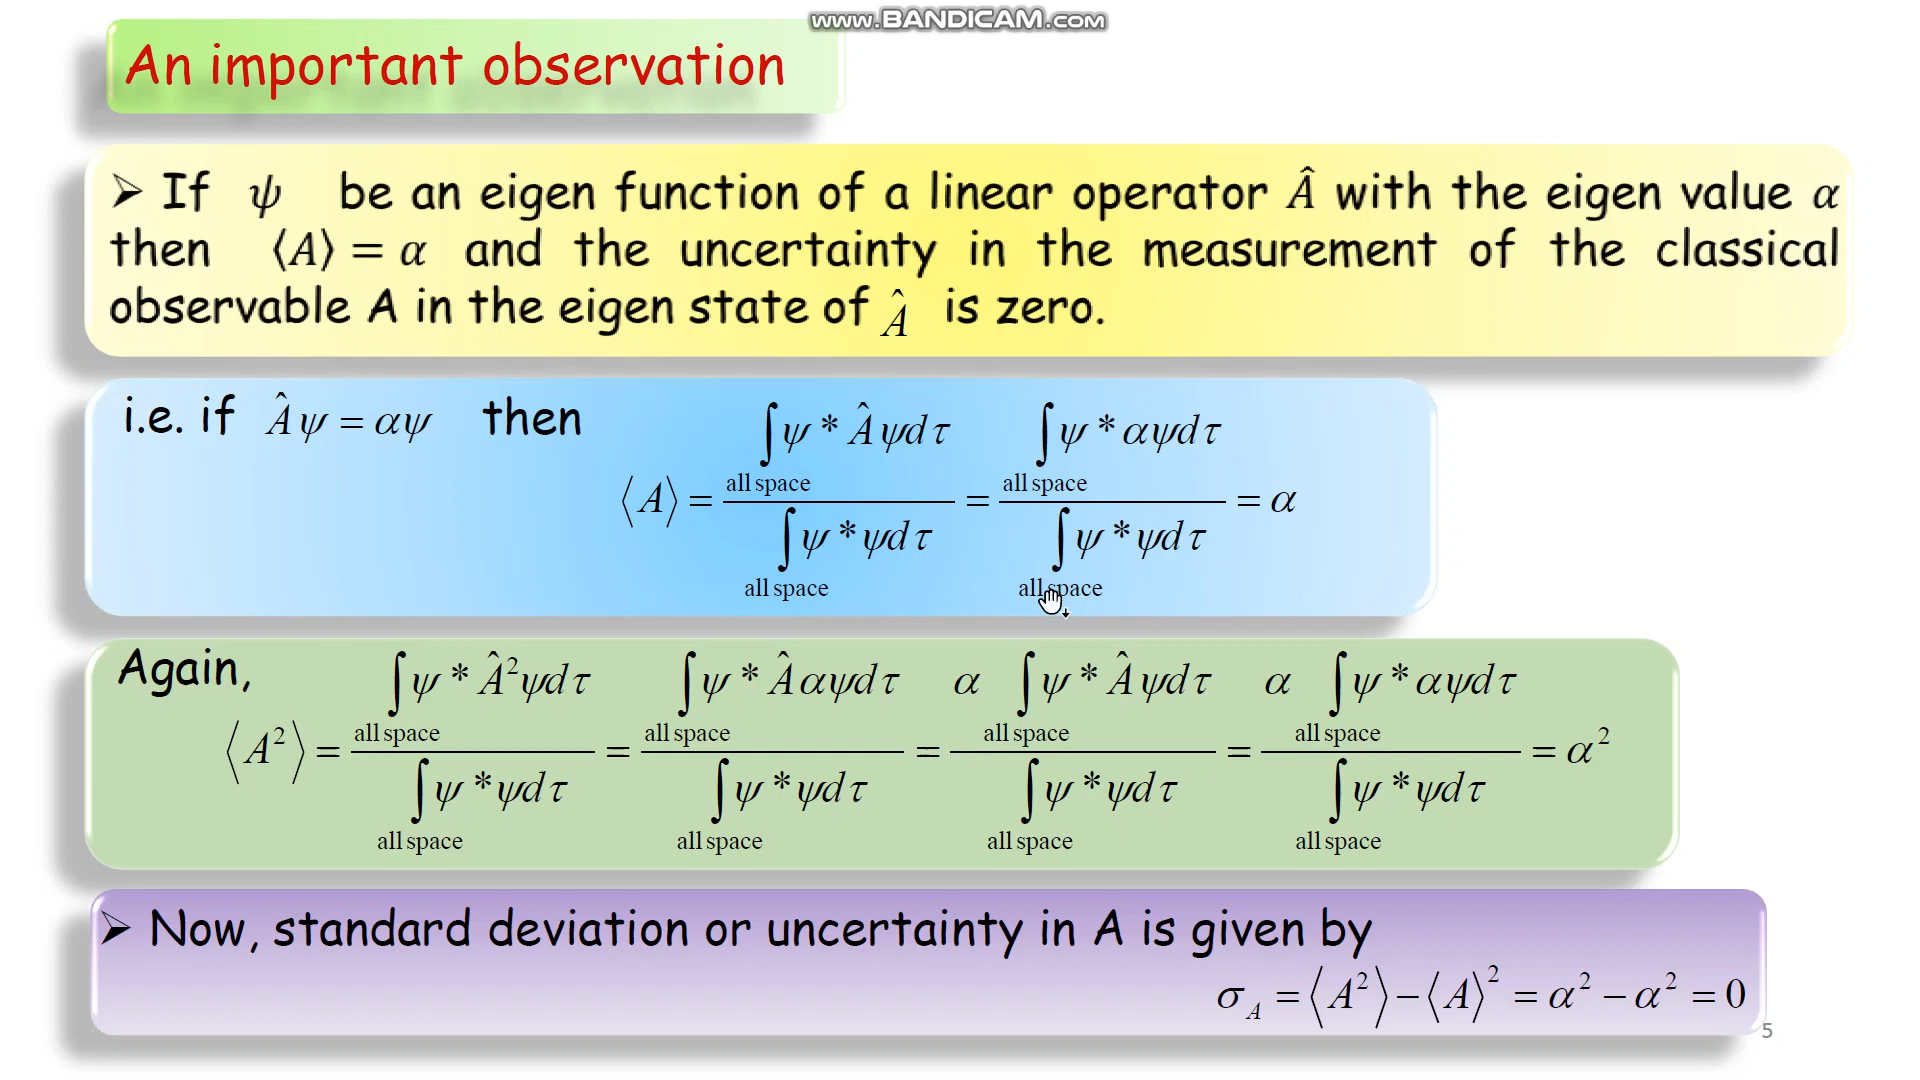 www.BANDICAM.com
An important observation
➢ If ψ be an eigen function of a linear operator Â with the eigen value α
then ⟨A⟩ = α and the uncertainty in the measurement of the classical
observable A in the eigen state of Â is zero.
i.e. if Âψ = αψ then
⟨A⟩ = ∫ψ*Âψdτ / ∫ψ*ψdτ = ∫ψ*αψdτ / ∫ψ*ψdτ = α
all space all space
all space all space
Again,
⟨A²⟩ = ∫ψ*Â²ψdτ / ∫ψ*ψdτ = ∫ψ*Âαψdτ / ∫ψ*ψdτ = α ∫ψ*Âψdτ / ∫ψ*ψdτ = α ∫ψ*αψdτ / ∫ψ*ψdτ = α²
all space all space all space all space
all space all space all space all space
➢ Now, standard deviation or uncertainty in A is given by
σ_A = ⟨A²⟩ − ⟨A⟩² = α² − α² = 0
5